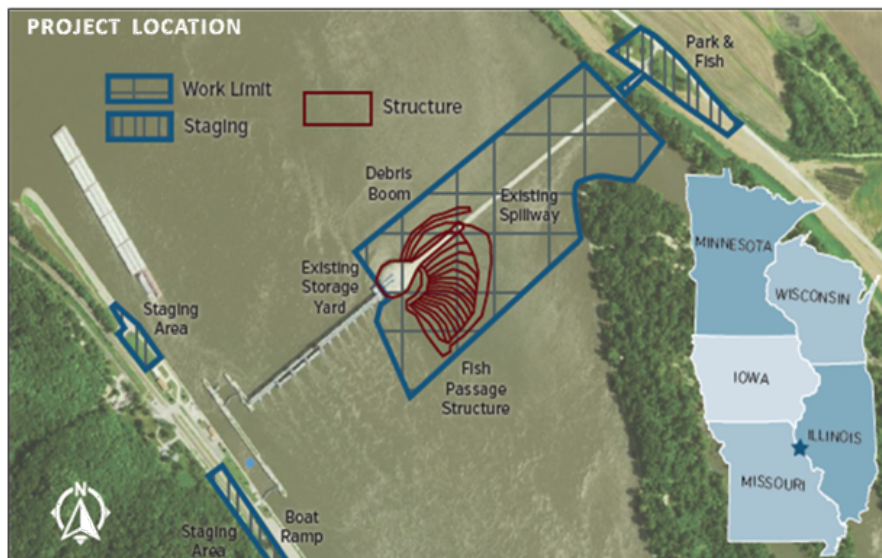 PROJECT LOCATION
Work Limit
Staging
Structure
Park &
Fish
Debris
Boom
Existing
Spillway
Existing
Storage
Yard
Staging
Area
Fish
Passage
Structure
Boat
Ramp
Staging
Area
N
MINNESOTA
WISCONSIN
IOWA
ILLINOIS
MISSOURI